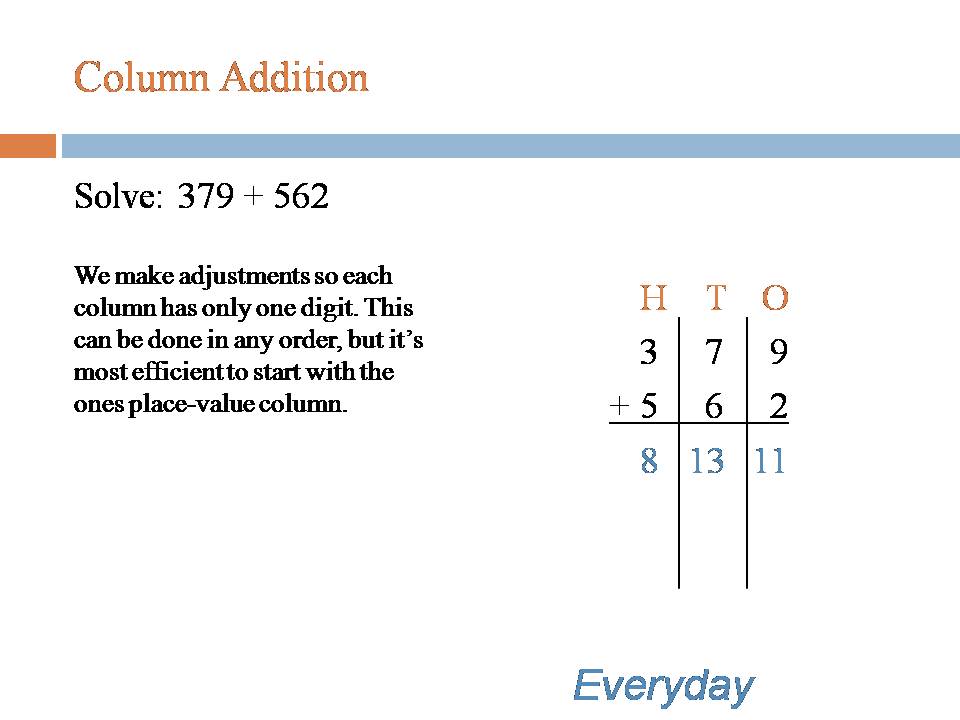 Column Addition
Solve: 379 + 562
We make adjustments so each
column has only one digit. This
can be done in any order, but it’s
most efficient to start with the
ones place-value column.
H T O
3 7 9
+ 5 6 2
8 13 11
Everyday